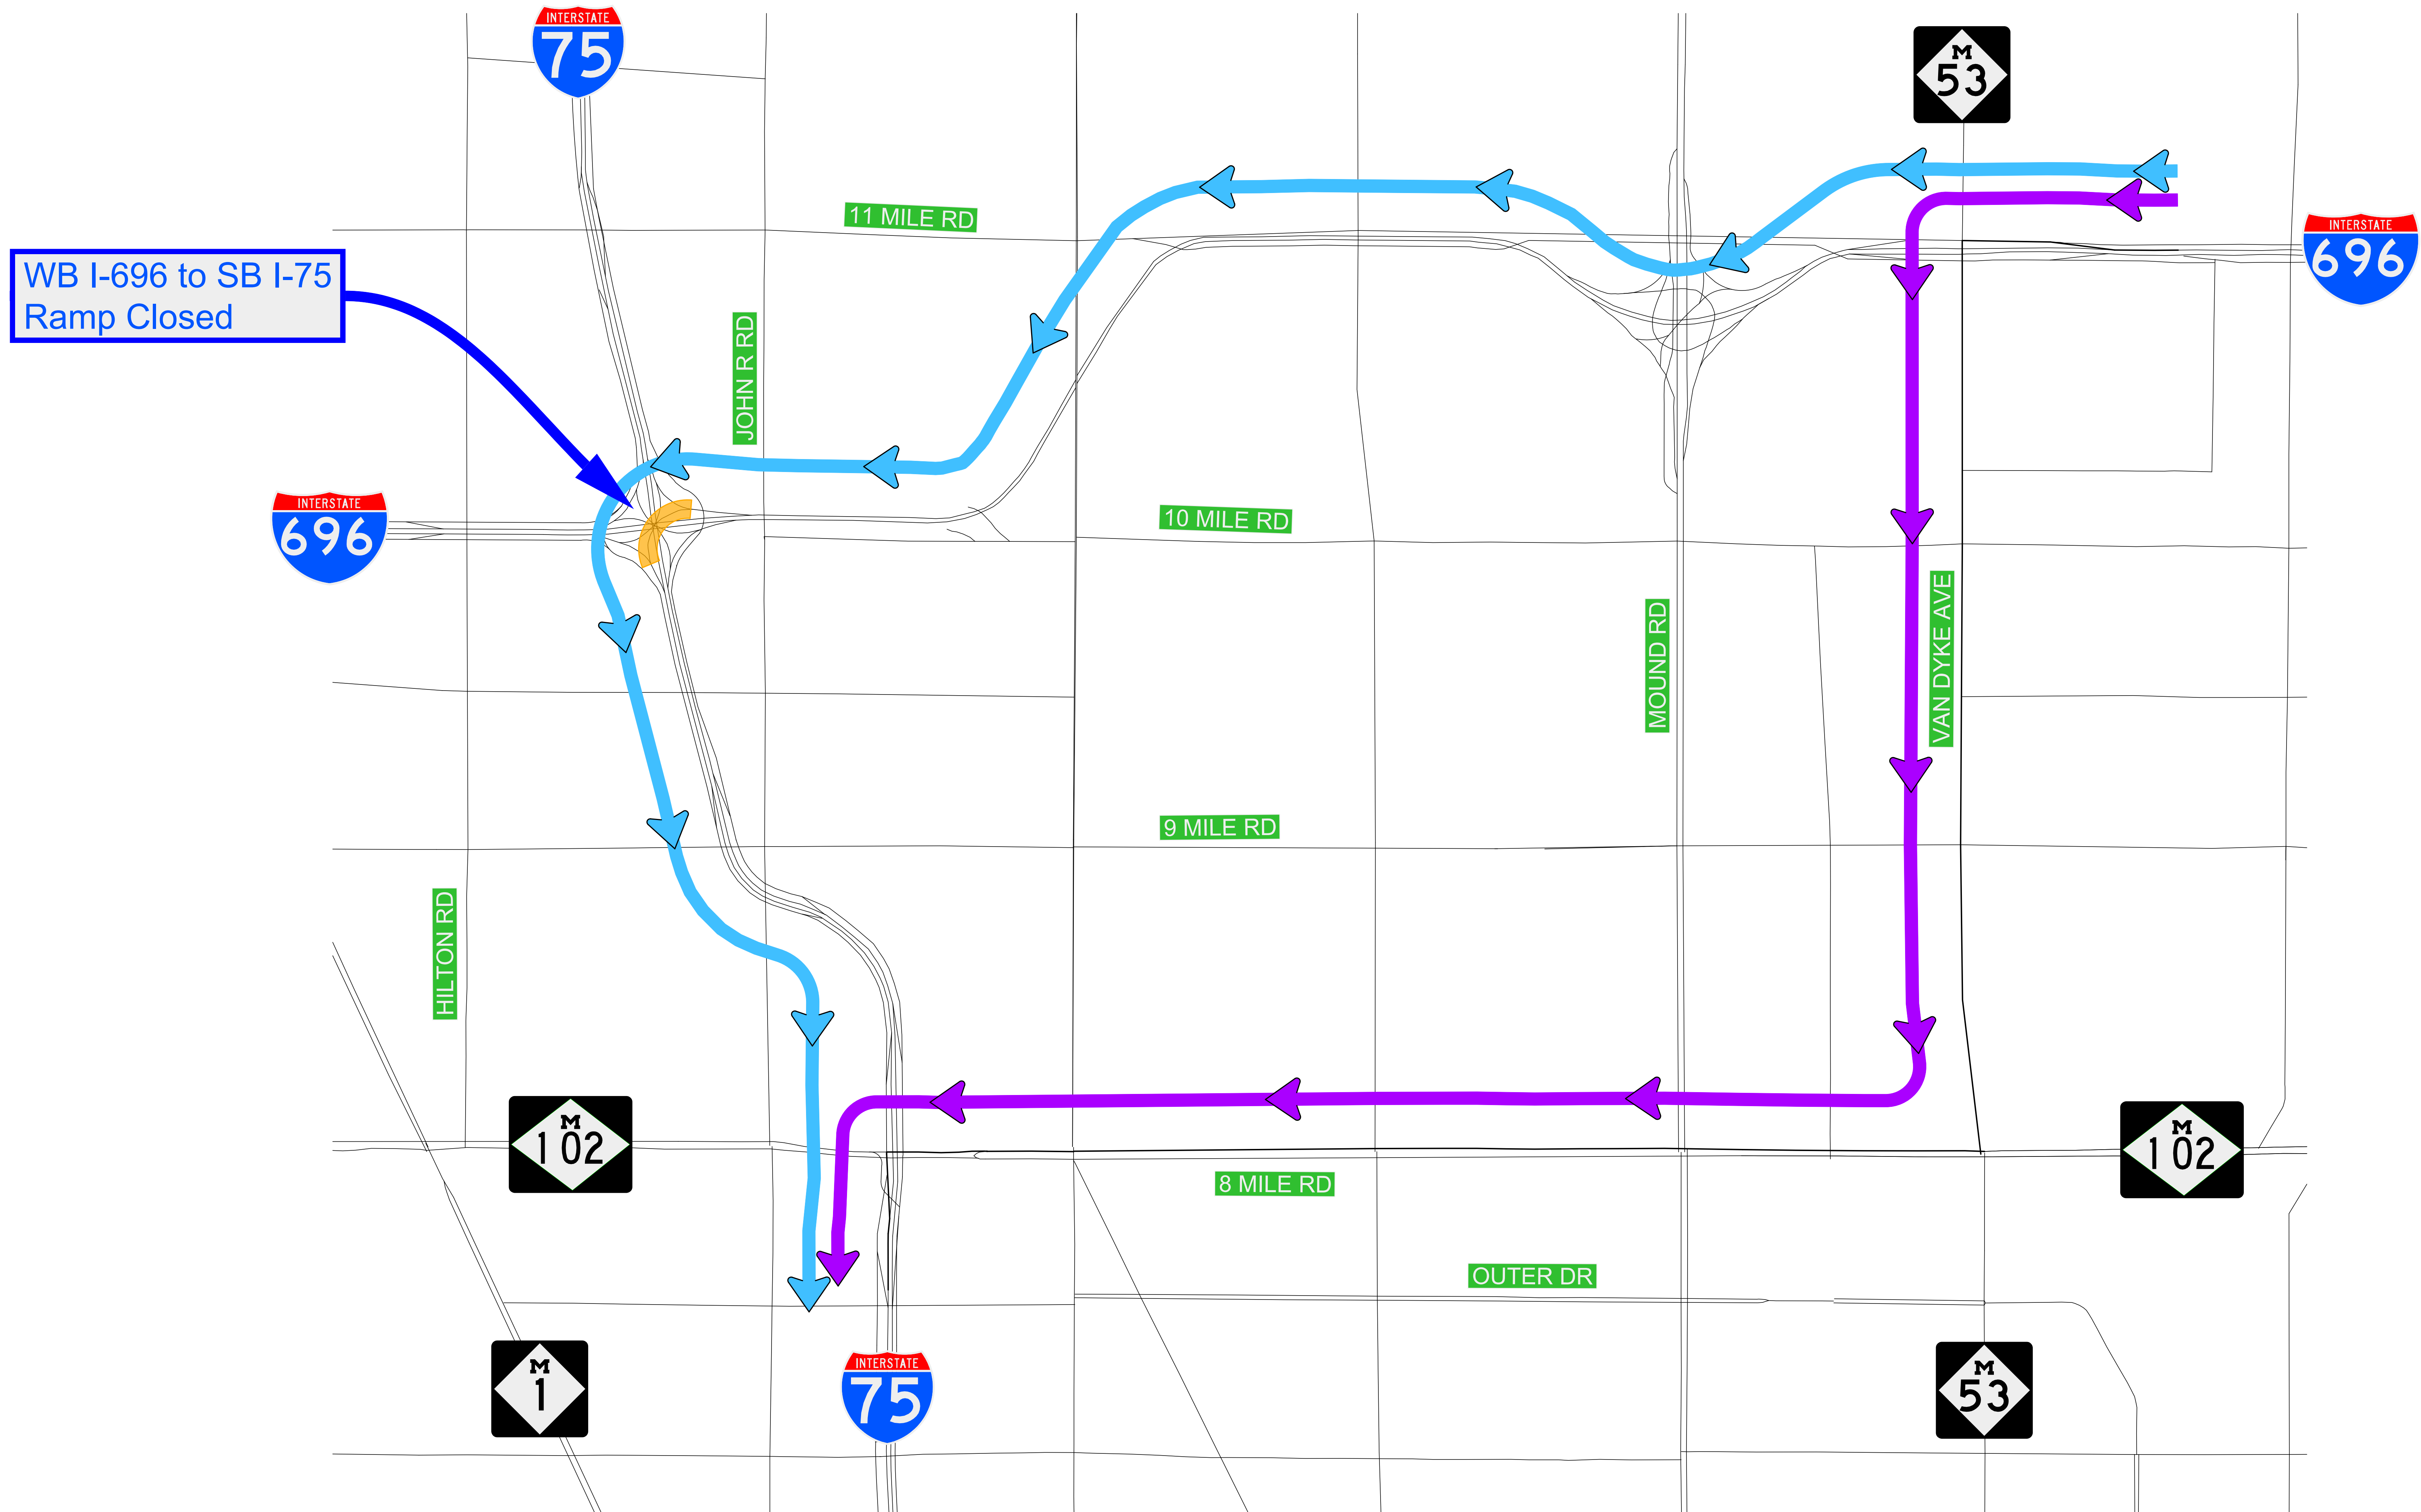 INTERSTATE
75
M
53
11 MILE RD
INTERSTATE
696
WB I-696 to SB I-75
Ramp Closed
JOHN R RD
INTERSTATE
696
10 MILE RD
MOUND RD
VAN DYKE AVE
9 MILE RD
HILTON RD
M
102
M
102
8 MILE RD
OUTER DR
M
1
INTERSTATE
75
M
53